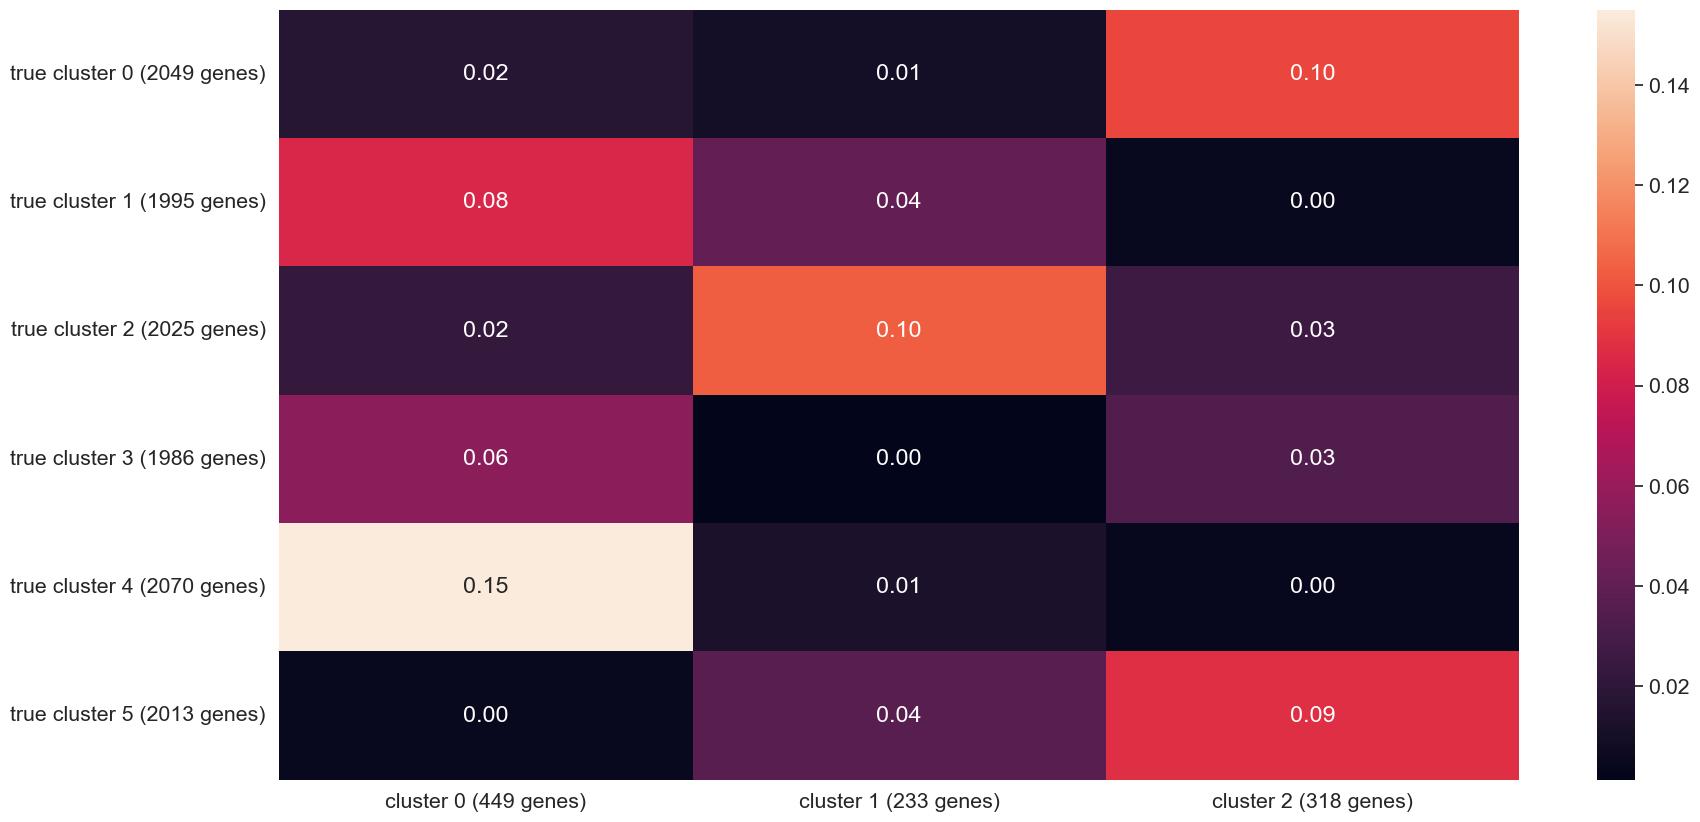 true cluster 0 (2049 genes) 0.02 0.01 0.10
true cluster 1 (1995 genes) 0.08 0.04 0.00
true cluster 2 (2025 genes) 0.02 0.10 0.03
true cluster 3 (1986 genes) 0.06 0.00 0.03
true cluster 4 (2070 genes) 0.15 0.01 0.00
true cluster 5 (2013 genes) 0.00 0.04 0.09
cluster 0 (449 genes) cluster 1 (233 genes) cluster 2 (318 genes)
0.14
0.12
0.10
0.08
0.06
0.04
0.02